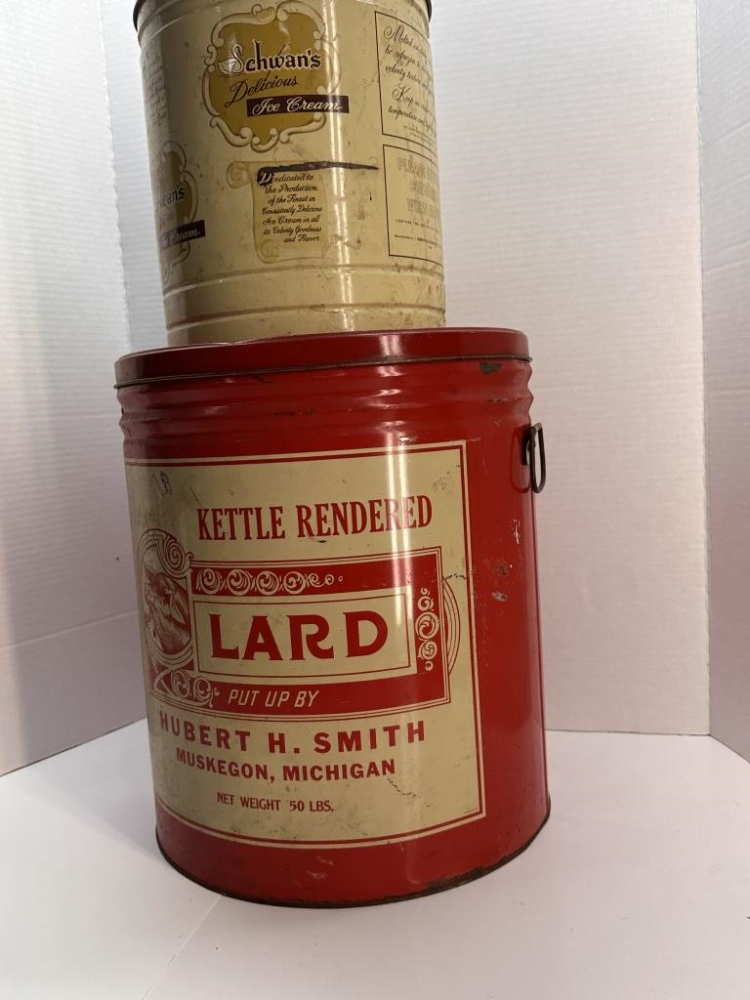 Schwan's
Delicious
Ice Cream
Dedicated to
the Production
of the Finest in
Consistently Delicious
Ice Cream in all
its Velvety Goodness
and Flavor
KETTLE RENDERED
LARD
PUT UP BY
HUBERT H. SMITH
MUSKEGON, MICHIGAN
NET WEIGHT 50 LBS.